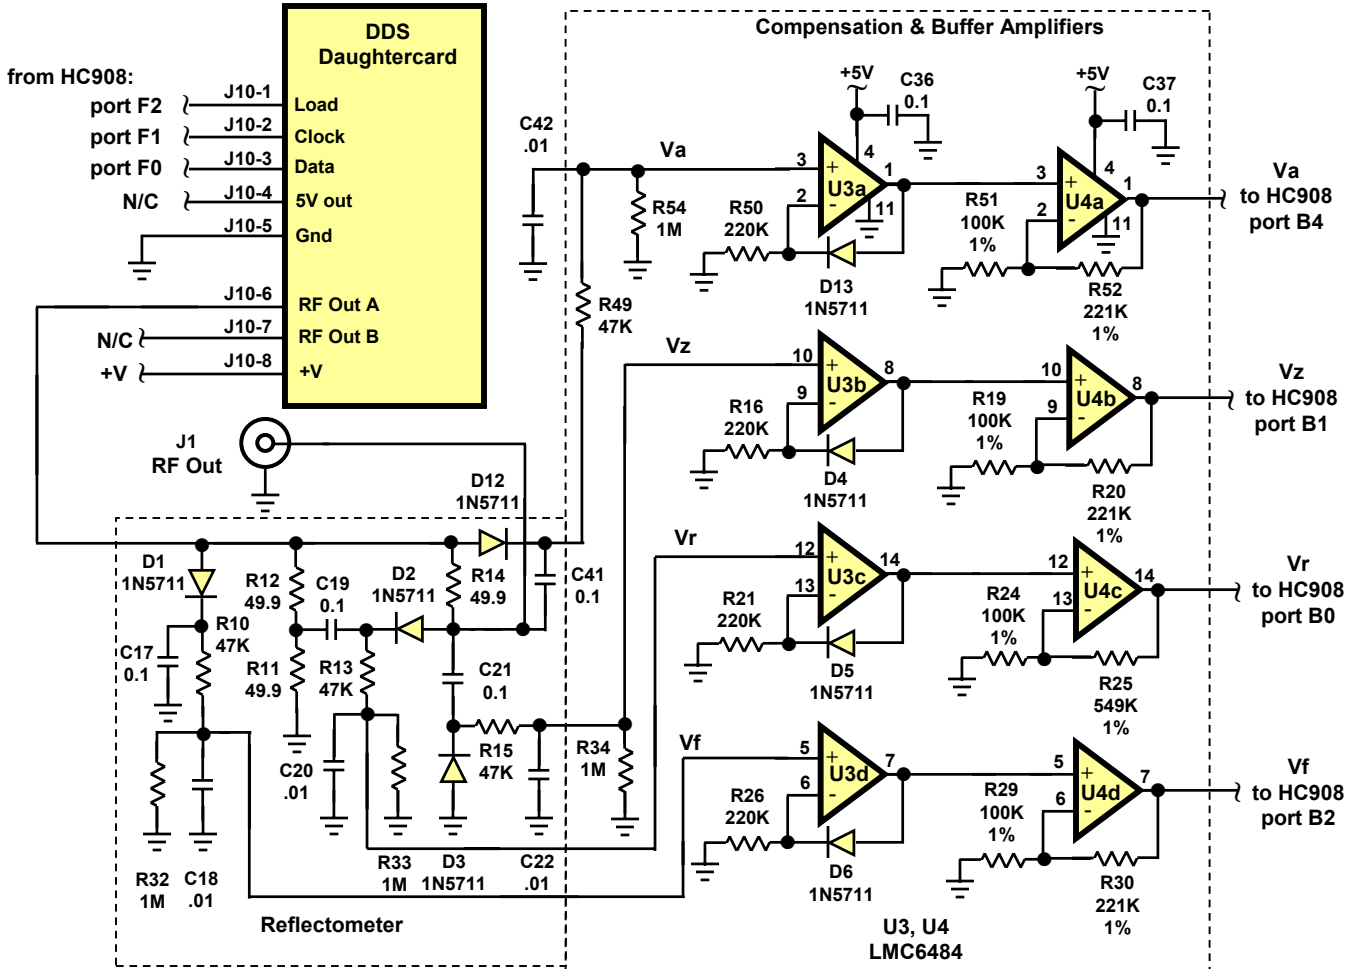 Compensation & Buffer Amplifiers
DDS
Daughtercard
from HC908:
port F2
J10-1
Load
port F1
J10-2
Clock
port F0
J10-3
Data
N/C
J10-4
5V out
J10-5
Gnd
J10-6
RF Out A
N/C
J10-7
RF Out B
+V
J10-8
+V
J1
RF Out
C42
.01
Va
R54
1M
R49
47K
+5V
C36
0.1
3
+
4
1
U3a
2
-
11
R50
220K
D13
1N5711
+5V
C37
0.1
3
+
4
1
U4a
2
-
11
R51
100K
1%
R52
221K
1%
Va
to HC908
port B4
Vz
10
+
8
U3b
9
-
R16
220K
D4
1N5711
10
+
8
U4b
9
-
R19
100K
1%
R20
221K
1%
Vz
to HC908
port B1
D12
1N5711
D1
1N5711
R12
49.9
C19
0.1
D2
1N5711
R14
49.9
C41
0.1
R10
47K
C17
0.1
R11
49.9
R13
47K
C21
0.1
Vr
12
+
14
U3c
13
-
R21
220K
D5
1N5711
12
+
14
U4c
13
-
R24
100K
1%
R25
549K
1%
Vr
to HC908
port B0
R15
47K
R34
1M
C20
.01
R32
1M
C18
.01
R33
1M
D3
1N5711
C22
.01
Vf
5
+
7
U3d
6
-
R26
220K
D6
1N5711
5
+
7
U4d
6
-
R29
100K
1%
R30
221K
1%
Vf
to HC908
port B2
Reflectometer
U3, U4
LMC6484